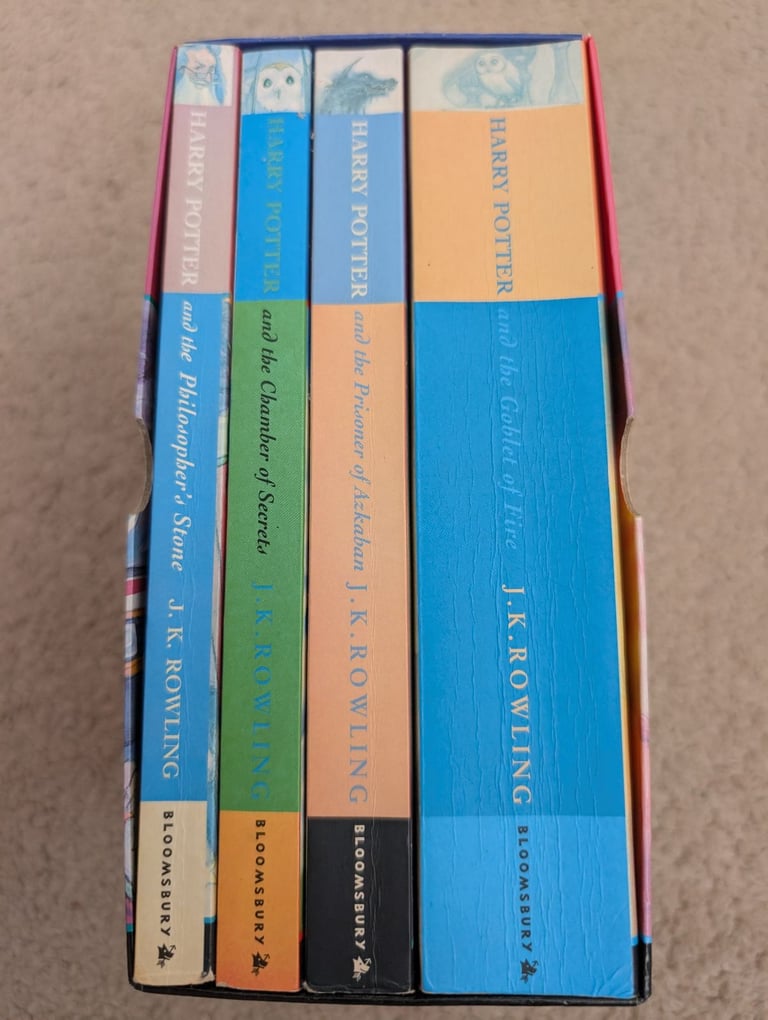 HARRY POTTER and the Philosopher's Stone J. K. ROWLING BLOOMSBURY
HARRY POTTER and the Chamber of Secrets J. K. ROWLING BLOOMSBURY
HARRY POTTER and the Prisoner of Azkaban J. K. ROWLING BLOOMSBURY
HARRY POTTER and the Goblet of Fire J. K. ROWLING BLOOMSBURY